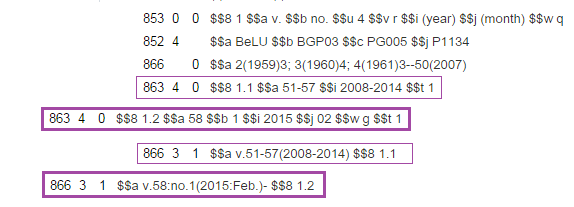 853 0 0 $$8 1 $$a v. $$b no. $$u 4 $$v r $$i (year) $$j (month) $$w q
852 4 $$a BeLU $$b BGP03 $$c PG005 $$j P1134
866 0 $$a 2(1959)3; 3(1960)4; 4(1961)3--50(2007)
863 4 0 $$8 1.1 $$a 51-57 $$i 2008-2014 $$t 1
863 4 0 $$8 1.2 $$a 58 $$b 1 $$i 2015 $$j 02 $$w g $$t 1
866 3 1 $$a v.51-57(2008-2014) $$8 1.1
866 3 1 $$a v.58:no.1(2015:Feb.)- $$8 1.2